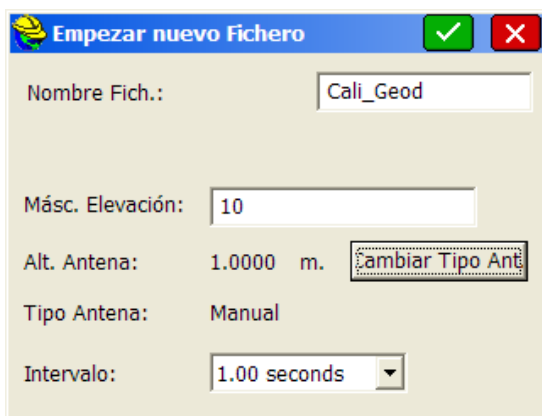 Empezar nuevo Fichero
Nombre Fich.: Cali_Geod
Másc. Elevación: 10
Alt. Antena: 1.0000 m. Cambiar Tipo Ant
Tipo Antena: Manual
Intervalo: 1.00 seconds